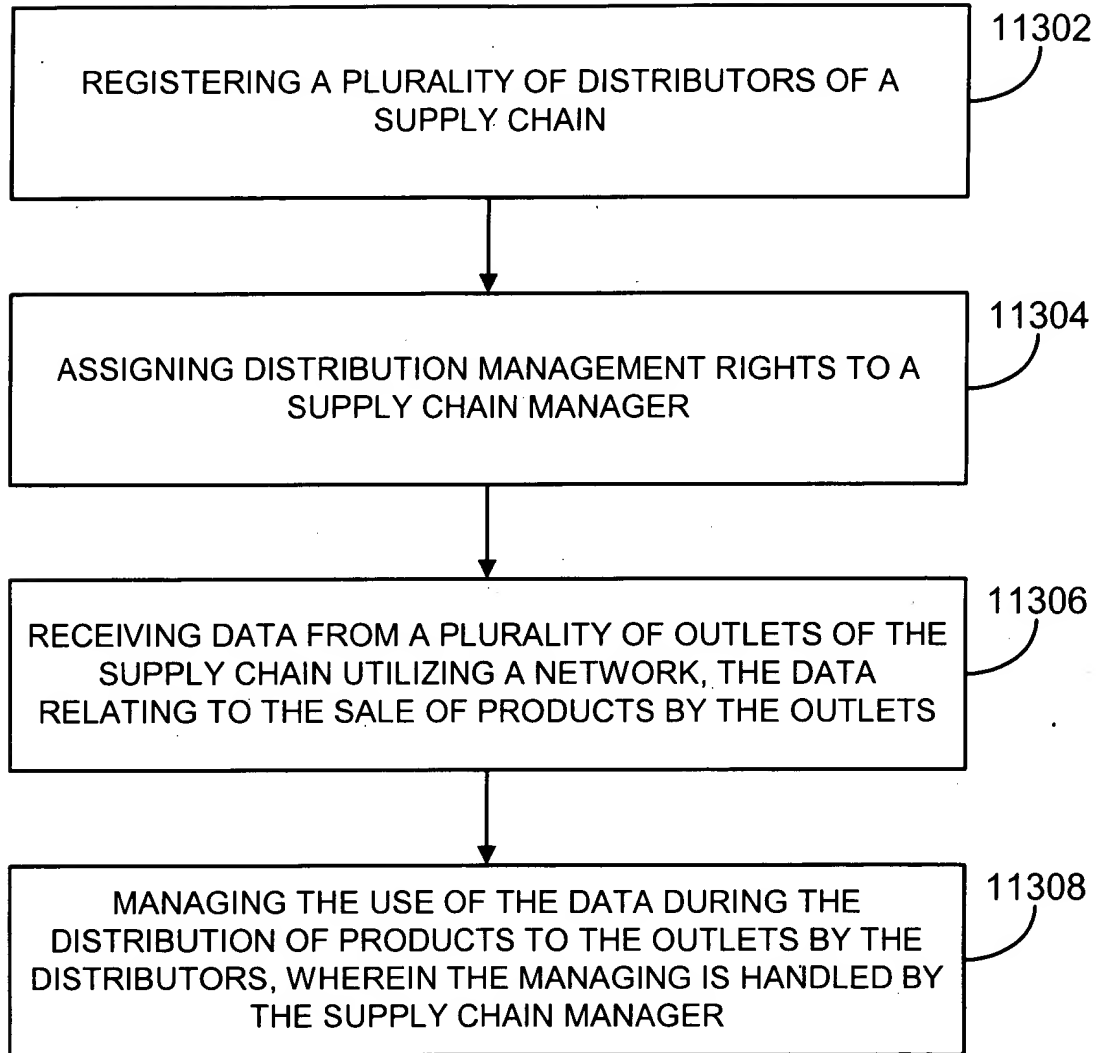 11302
REGISTERING A PLURALITY OF DISTRIBUTORS OF A
SUPPLY CHAIN
11304
ASSIGNING DISTRIBUTION MANAGEMENT RIGHTS TO A
SUPPLY CHAIN MANAGER
11306
RECEIVING DATA FROM A PLURALITY OF OUTLETS OF THE
SUPPLY CHAIN UTILIZING A NETWORK, THE DATA
RELATING TO THE SALE OF PRODUCTS BY THE OUTLETS
11308
MANAGING THE USE OF THE DATA DURING THE
DISTRIBUTION OF PRODUCTS TO THE OUTLETS BY THE
DISTRIBUTORS, WHEREIN THE MANAGING IS HANDLED BY
THE SUPPLY CHAIN MANAGER